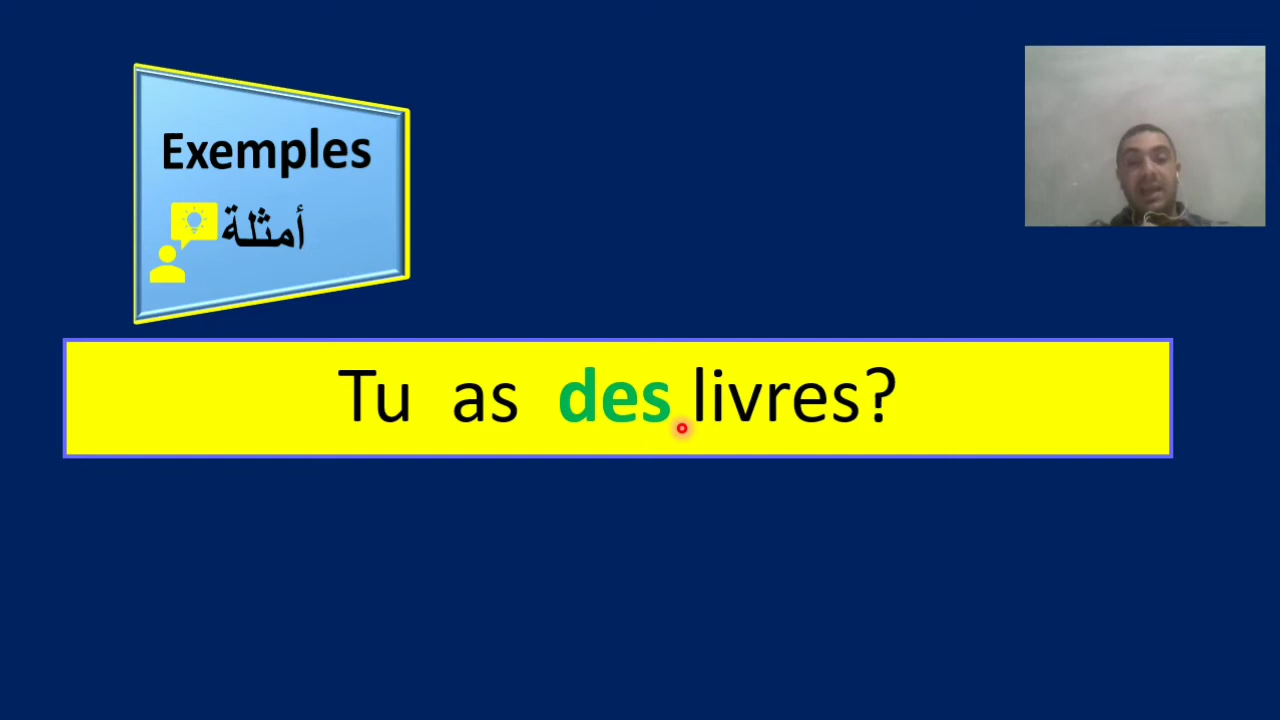 Exemples
أمثلة
Tu as des livres?